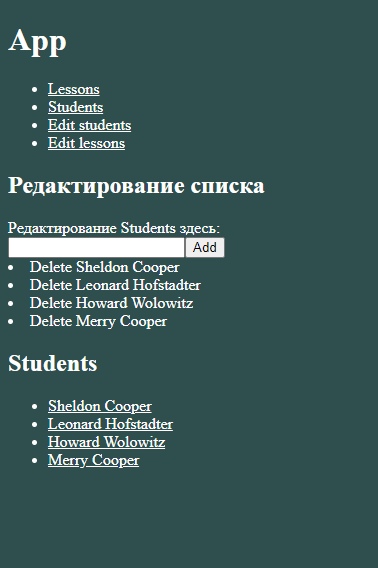 App
Lessons
Students
Edit students
Edit lessons
Редактирование списка
Редактирование Students здесь:
Add
Delete Sheldon Cooper
Delete Leonard Hofstadter
Delete Howard Wolowitz
Delete Merry Cooper
Students
Sheldon Cooper
Leonard Hofstadter
Howard Wolowitz
Merry Cooper